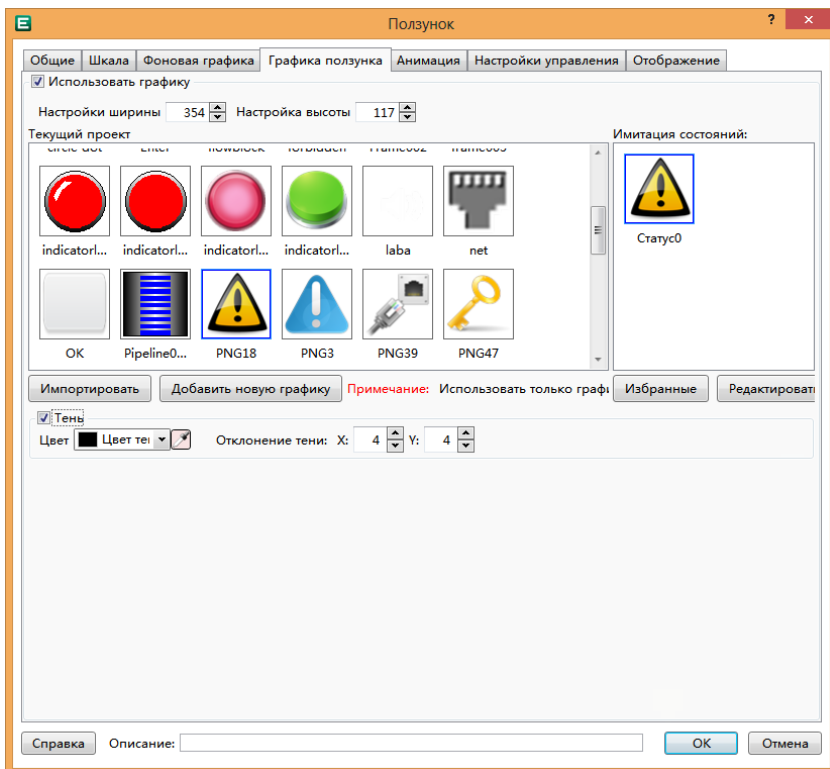 Ползунок
?
Общие Шкала Фоновая графика Графика ползунка Анимация Настройки управления Отображение
Использовать графику
Настройки ширины 354 Настройка высоты 117
Текущий проект Имитация состояний:
indicatorl... indicatorl... indicatorl... indicatorl... laba net
Статус0
OK Pipeline0... PNG18 PNG3 PNG39 PNG47
Импортировать Добавить новую графику Примечание: Использовать только граф Избранные Редактироват
Тень
Цвет Цвет те Отклонение тени: X: 4 Y: 4
Справка Описание: OK Отмена